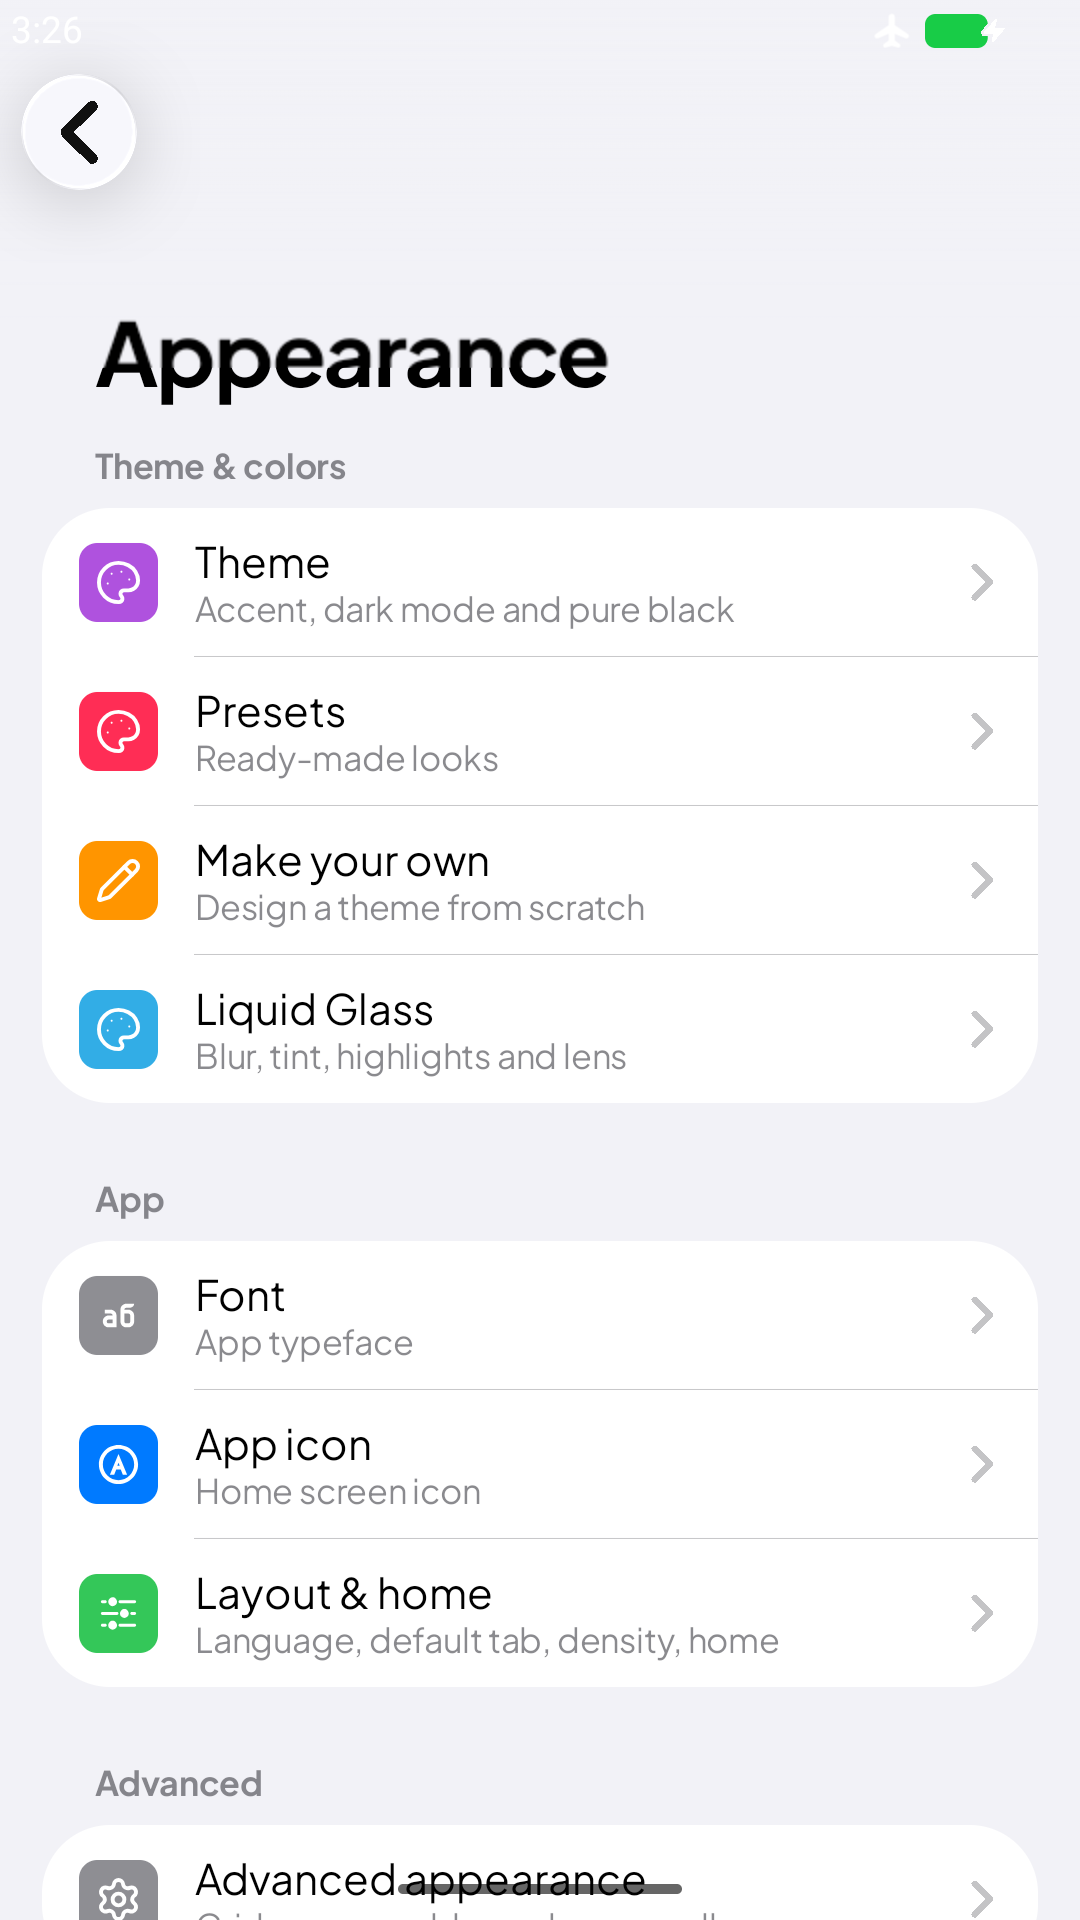 3:26
Appearance
Theme & colors
Theme
Accent, dark mode and pure black
Presets
Ready-made looks
Make your own
Design a theme from scratch
Liquid Glass
Blur, tint, highlights and lens
App
aб
Font
App typeface
App icon
Home screen icon
Layout & home
Language, default tab, density, home
Advanced
Advanced appearance